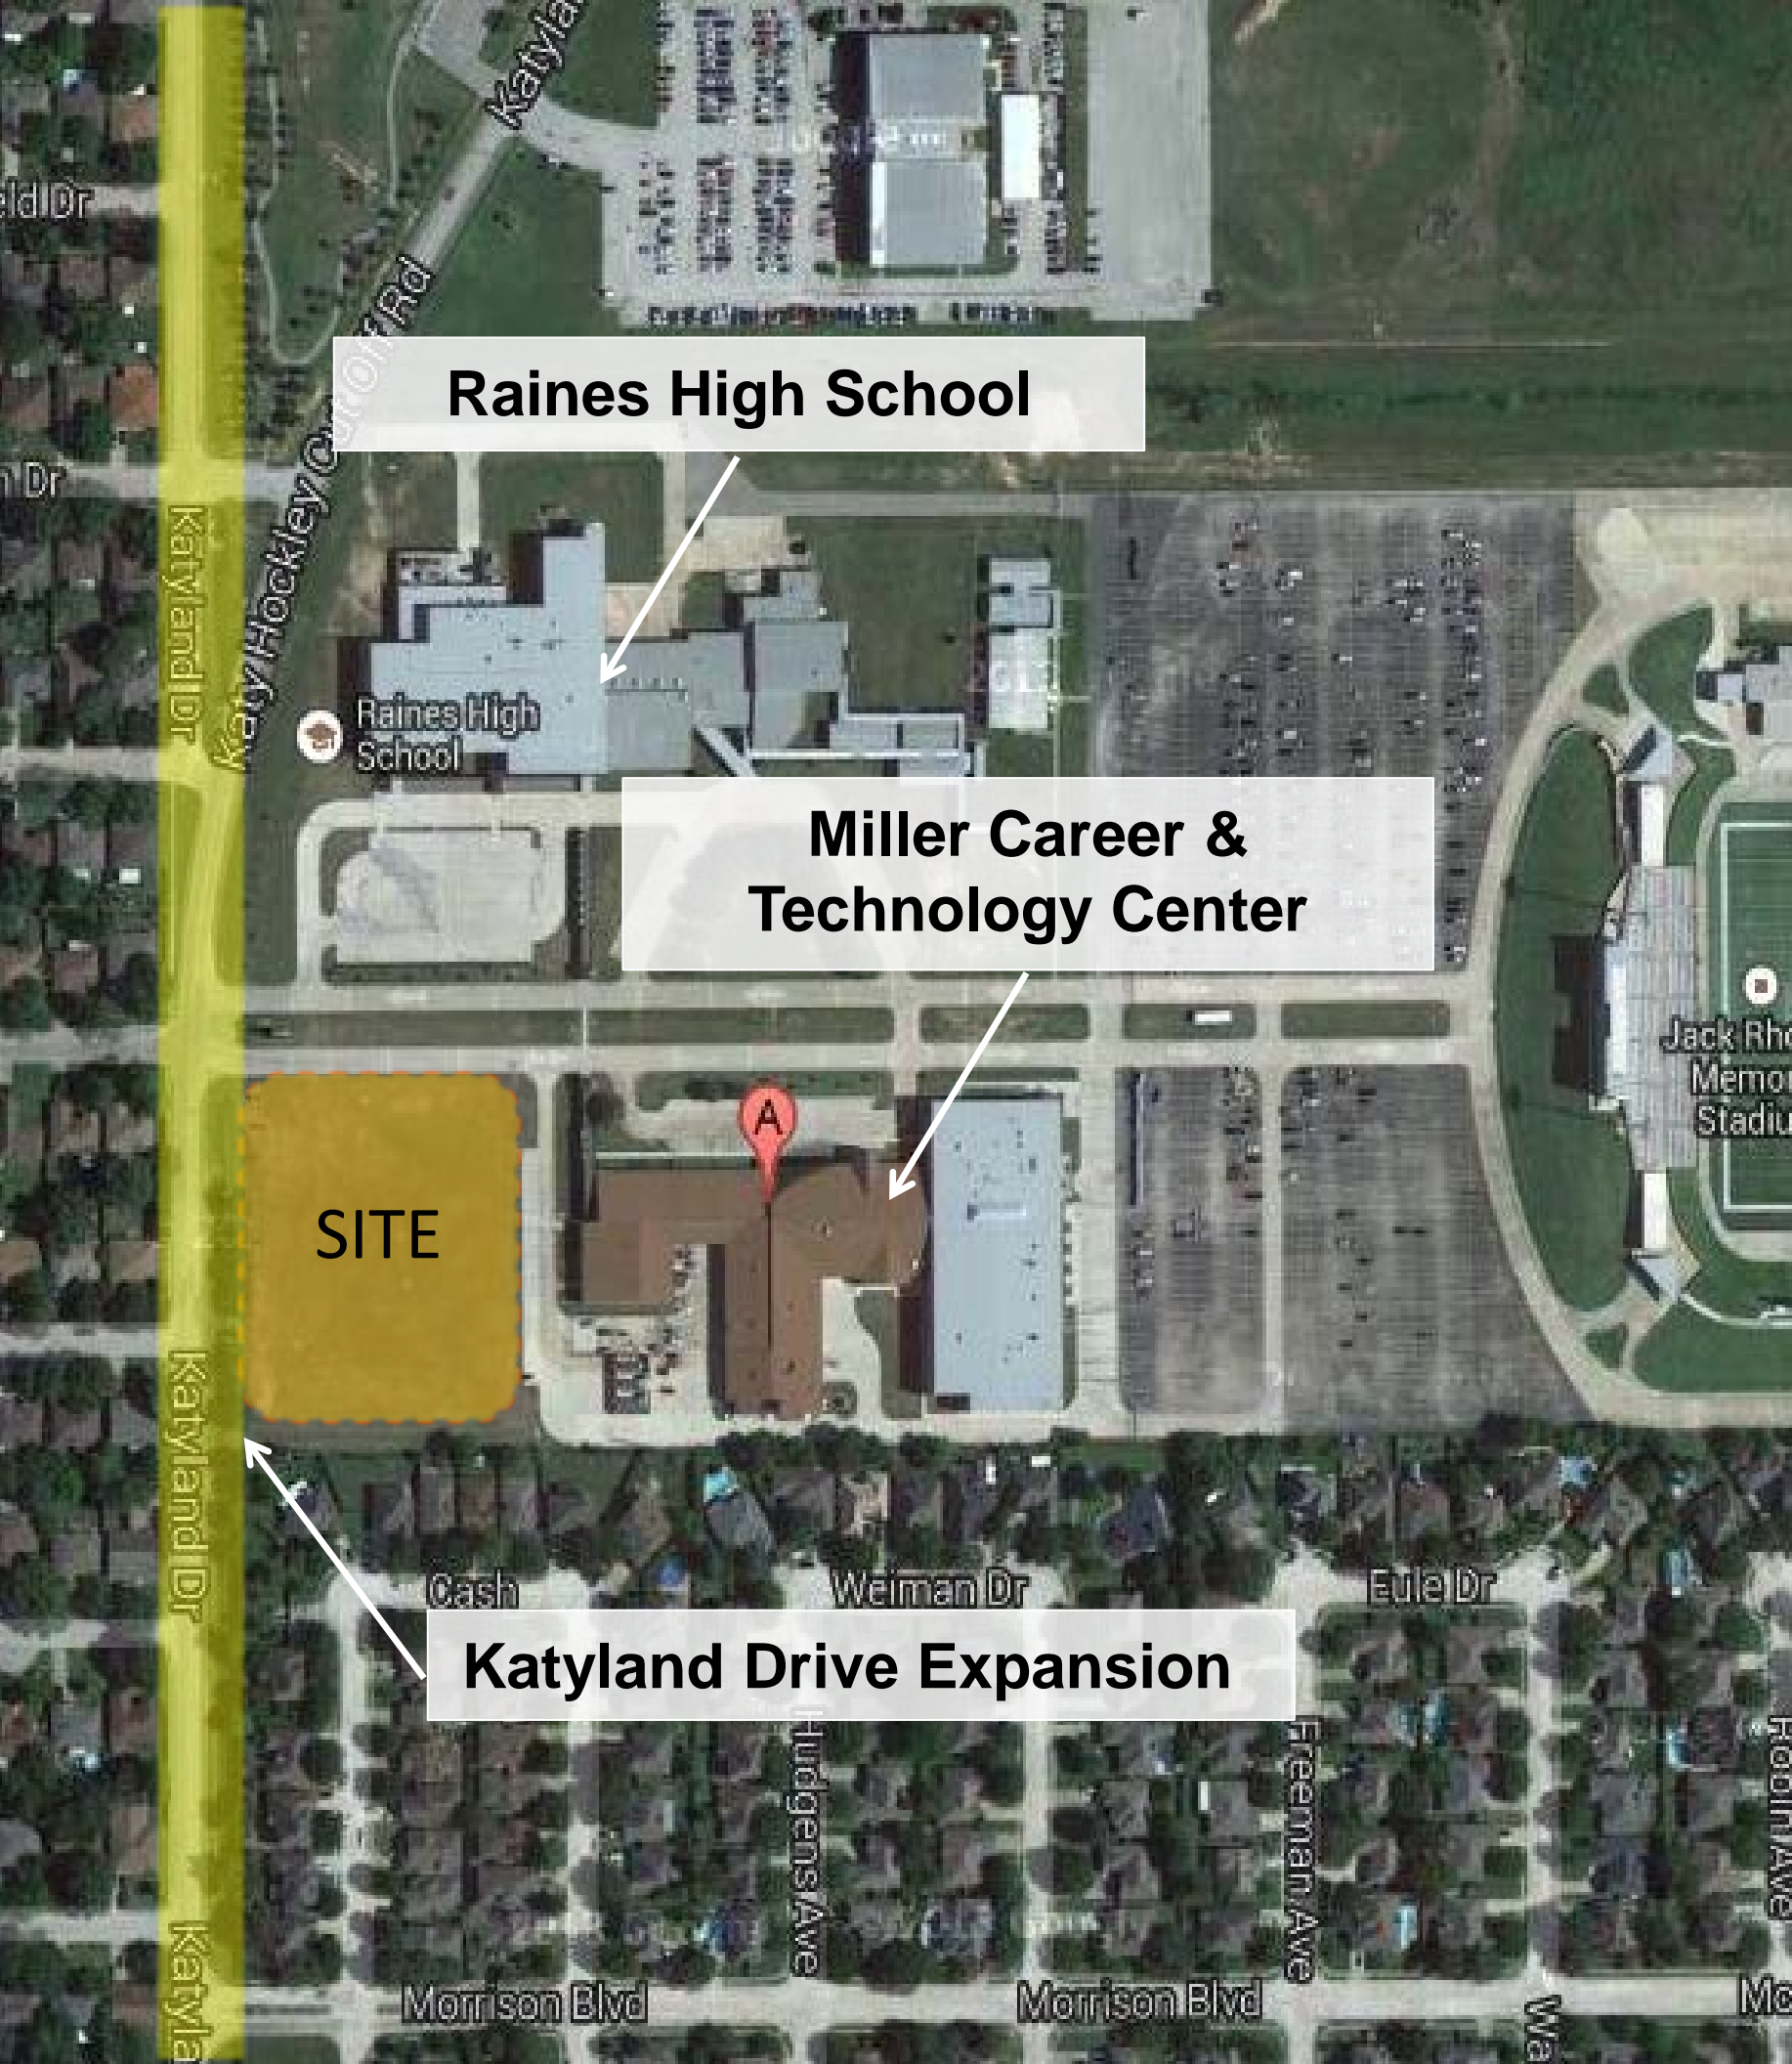 Katyla
eld Dr
Katy Hockley Cut Off Rd
Raines High School
n Dr
Katyland Dr
Raines High
School
Miller Career &
Technology Center
Jack Rho
Memor
Stadiu
A
SITE
Katyland Dr
Cash
Weiman Dr
Eule Dr
Katyland Drive Expansion
Hudgens Ave
Freeman Ave
Robin Ave
Katyla
Morrison Blvd
Morrison Blvd
Mo
Wa